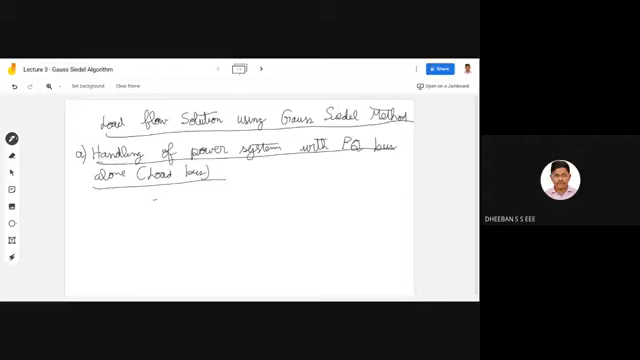 Lecture 3 - Gauss Siedel Algorithm
Share
Set background
Clear frame
Open on a Jamboard
Load flow Solution using Gauss Siedel Method
a) Handling of power system with PQ bus
alone (Load bus)
DHEEBAN S S EEE